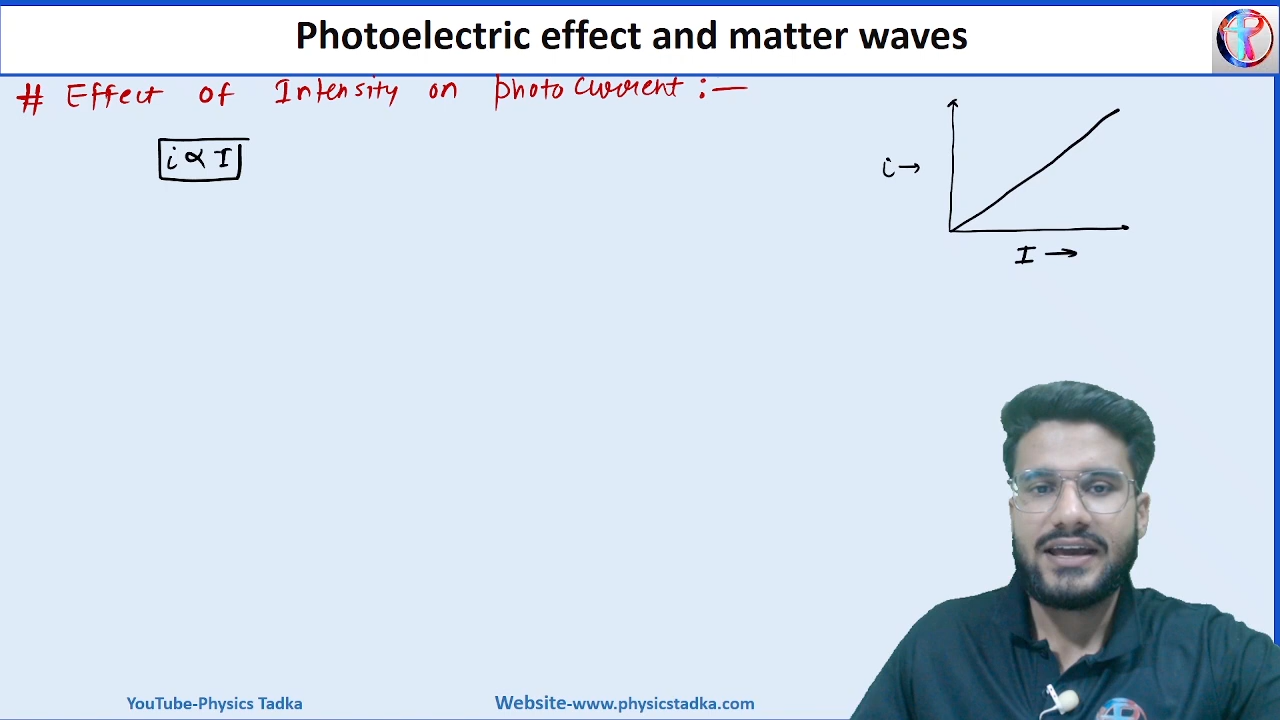 Photoelectric effect and matter waves
# Effect of Intensity on photo Current :—
i ∝ I
i →
I →
YouTube-Physics Tadka
Website-www.physicstadka.com